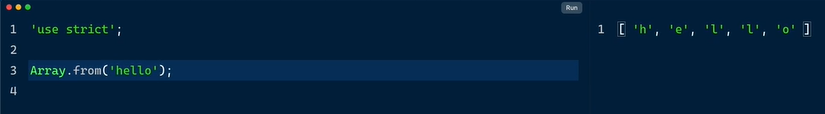 Run
1 'use strict';
2
3 Array.from('hello');
4
1 [ 'h', 'e', 'l', 'l', 'o' ]